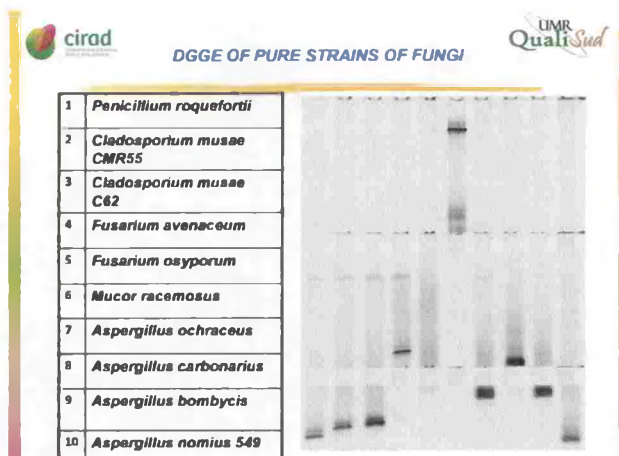 cirad
UMR
QualiSud
DGGE OF PURE STRAINS OF FUNGI
1 Penicillium roquefortii
2 Cladosporium musae
CMR55
3 Cladosporium musae
C62
4 Fusarium avenaceum
5 Fusarium osyporum
6 Mucor racemosus
7 Aspergillus ochraceus
8 Aspergillus carbonarius
9 Aspergillus bombycis
10 Aspergillus nomius 549